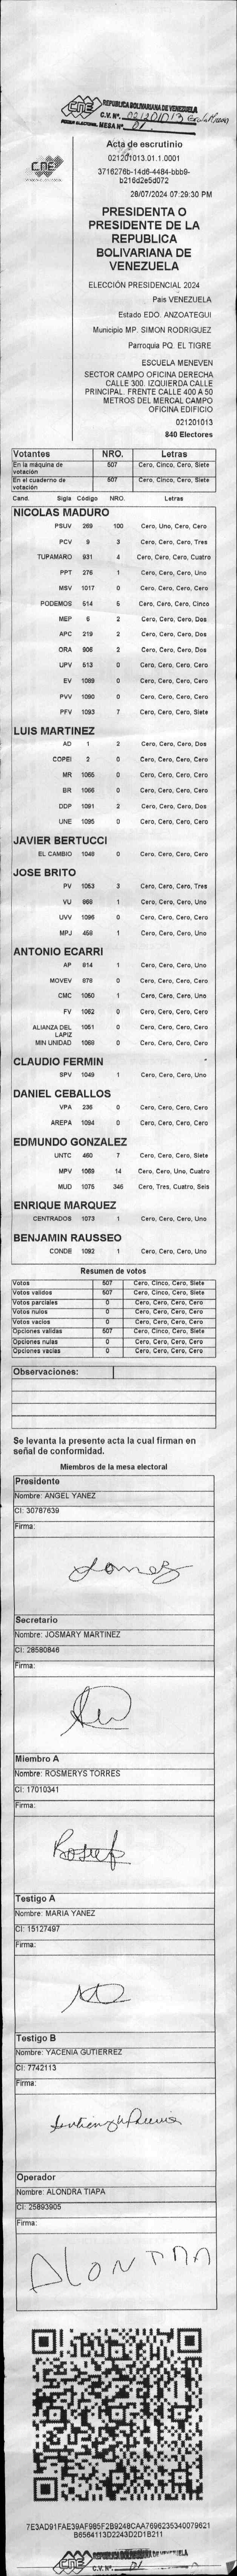 CNE REPUBLICA BOLIVARIANA DE VENEZUELA
C.V. Nº. 021201013
PODER ELECTORAL MESA Nº 01
CNE
Acta de escrutinio
021201013.01.1.0001
3716276b-14d6-4484-bbb9-
b216d2e5d072
28/07/2024 07:29:30 PM
PRESIDENTA O
PRESIDENTE DE LA
REPUBLICA
BOLIVARIANA DE
VENEZUELA
ELECCIÓN PRESIDENCIAL 2024
Pais VENEZUELA
Estado EDO. ANZOATEGUI
Municipio MP. SIMON RODRIGUEZ
Parroquia PQ. EL TIGRE
ESCUELA MENEVEN
SECTOR CAMPO OFICINA DERECHA
CALLE 300. IZQUIERDA CALLE
PRINCIPAL. FRENTE CALLE 400 A 50
METROS DEL MERCAL CAMPO
OFICINA EDIFICIO
021201013
840 Electores
Votantes NRO. Letras
En la máquina de votación 507 Cero, Cinco, Cero, Siete
En el cuaderno de votación 507 Cero, Cinco, Cero, Siete
Cand. Sigla Código NRO. Letras
NICOLAS MADURO
PSUV 269 100 Cero, Uno, Cero, Cero
PCV 9 3 Cero, Cero, Cero, Tres
TUPAMARO 931 4 Cero, Cero, Cero, Cuatro
PPT 276 1 Cero, Cero, Cero, Uno
MSV 1017 0 Cero, Cero, Cero, Cero
PODEMOS 514 5 Cero, Cero, Cero, Cinco
MEP 6 2 Cero, Cero, Cero, Dos
APC 219 2 Cero, Cero, Cero, Dos
ORA 906 2 Cero, Cero, Cero, Dos
UPV 513 0 Cero, Cero, Cero, Cero
EV 1089 0 Cero, Cero, Cero, Cero
PVV 1090 0 Cero, Cero, Cero, Cero
PFV 1093 7 Cero, Cero, Cero, Siete
LUIS MARTINEZ
AD 1 2 Cero, Cero, Cero, Dos
COPEI 2 0 Cero, Cero, Cero, Cero
MR 1065 0 Cero, Cero, Cero, Cero
BR 1066 0 Cero, Cero, Cero, Cero
DDP 1091 2 Cero, Cero, Cero, Dos
UNE 1095 0 Cero, Cero, Cero, Cero
JAVIER BERTUCCI
EL CAMBIO 1048 0 Cero, Cero, Cero, Cero
JOSE BRITO
PV 1053 3 Cero, Cero, Cero, Tres
VU 868 1 Cero, Cero, Cero, Uno
UVV 1096 0 Cero, Cero, Cero, Cero
MPJ 458 1 Cero, Cero, Cero, Uno
ANTONIO ECARRI
AP 814 1 Cero, Cero, Cero, Uno
MOVEV 878 0 Cero, Cero, Cero, Cero
CMC 1050 1 Cero, Cero, Cero, Uno
FV 1062 0 Cero, Cero, Cero, Cero
ALIANZA DEL LAPIZ 1051 0 Cero, Cero, Cero, Cero
MIN UNIDAD 1068 0 Cero, Cero, Cero, Cero
CLAUDIO FERMIN
SPV 1049 1 Cero, Cero, Cero, Uno
DANIEL CEBALLOS
VPA 236 0 Cero, Cero, Cero, Cero
AREPA 1094 0 Cero, Cero, Cero, Cero
EDMUNDO GONZALEZ
UNTC 460 7 Cero, Cero, Cero, Siete
MPV 1069 14 Cero, Cero, Uno, Cuatro
MUD 1075 346 Cero, Tres, Cuatro, Seis
ENRIQUE MARQUEZ
CENTRADOS 1073 1 Cero, Cero, Cero, Uno
BENJAMIN RAUSSEO
CONDE 1092 1 Cero, Cero, Cero, Uno
Resumen de votos
Votos 507 Cero, Cinco, Cero, Siete
Votos validos 507 Cero, Cinco, Cero, Siete
Votos parciales 0 Cero, Cero, Cero, Cero
Votos nulos 0 Cero, Cero, Cero, Cero
Votos vacios 0 Cero, Cero, Cero, Cero
Opciones validas 507 Cero, Cinco, Cero, Siete
Opciones nulas 0 Cero, Cero, Cero, Cero
Opciones vacias 0 Cero, Cero, Cero, Cero
Observaciones:
Se levanta la presente acta la cual firman en
señal de conformidad.
Miembros de la mesa electoral
Presidente
Nombre: ANGEL YANEZ
CI: 30787639
Firma:
Secretario
Nombre: JOSMARY MARTINEZ
CI: 28580846
Firma:
Miembro A
Nombre: ROSMERYS TORRES
CI: 17010341
Firma:
Testigo A
Nombre: MARIA YANEZ
CI: 15127497
Firma:
Testigo B
Nombre: YACENIA GUTIERREZ
CI: 7742113
Firma:
Operador
Nombre: ALONDRA TIAPA
CI: 25893905
Firma:
7E3AD91FAE39AF985F2B9248CAA7696235340079621
B6564113D2243D2D1B211
CNE REPUBLICA BOLIVARIANA DE VENEZUELA
C.V. Nº. 01